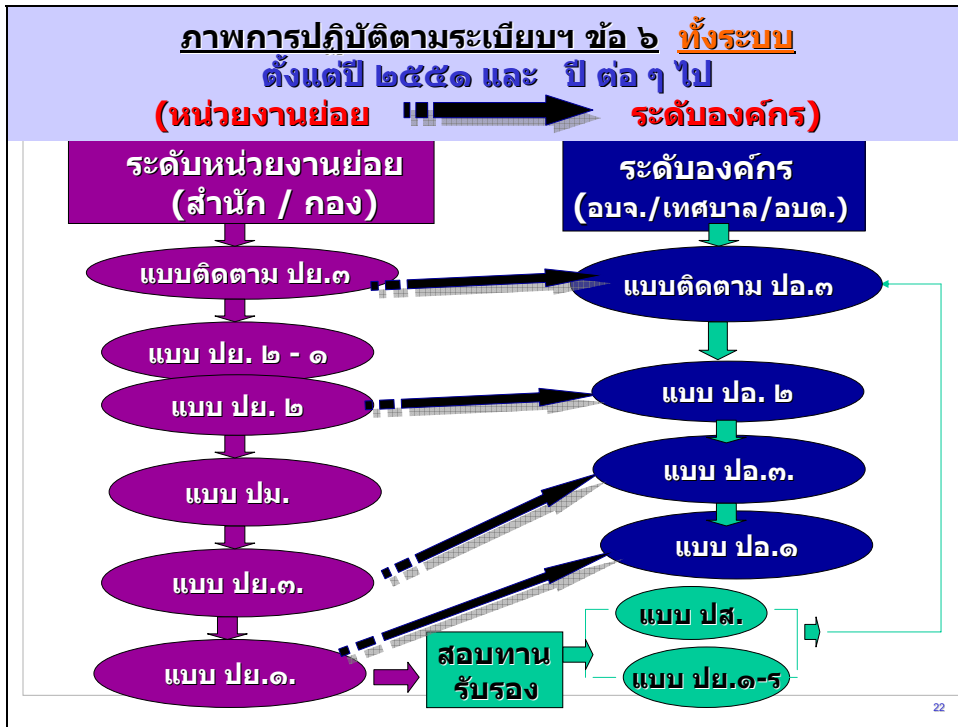 ภาพการปฏิบัติตามระเบียบฯ ข้อ ๖ ทั้งระบบ
ตั้งแต่ปี ๒๕๕๑ และ ปี ต่อ ๆ ไป
(หน่วยงานย่อย ระดับองค์กร)
ระดับหน่วยงานย่อย
(สำนัก / กอง)
ระดับองค์กร
(อบจ./เทศบาล/อบต.)
แบบติดตาม ปย.๓
แบบติดตาม ปอ.๓
แบบ ปย. ๒ - ๑
แบบ ปย. ๒
แบบ ปอ. ๒
แบบ ปม.
แบบ ปอ.๓.
แบบ ปย.๓.
แบบ ปอ.๑
แบบ ปย.๑.
สอบทาน
รับรอง
แบบ ปส.
แบบ ปย.๑-ร
22